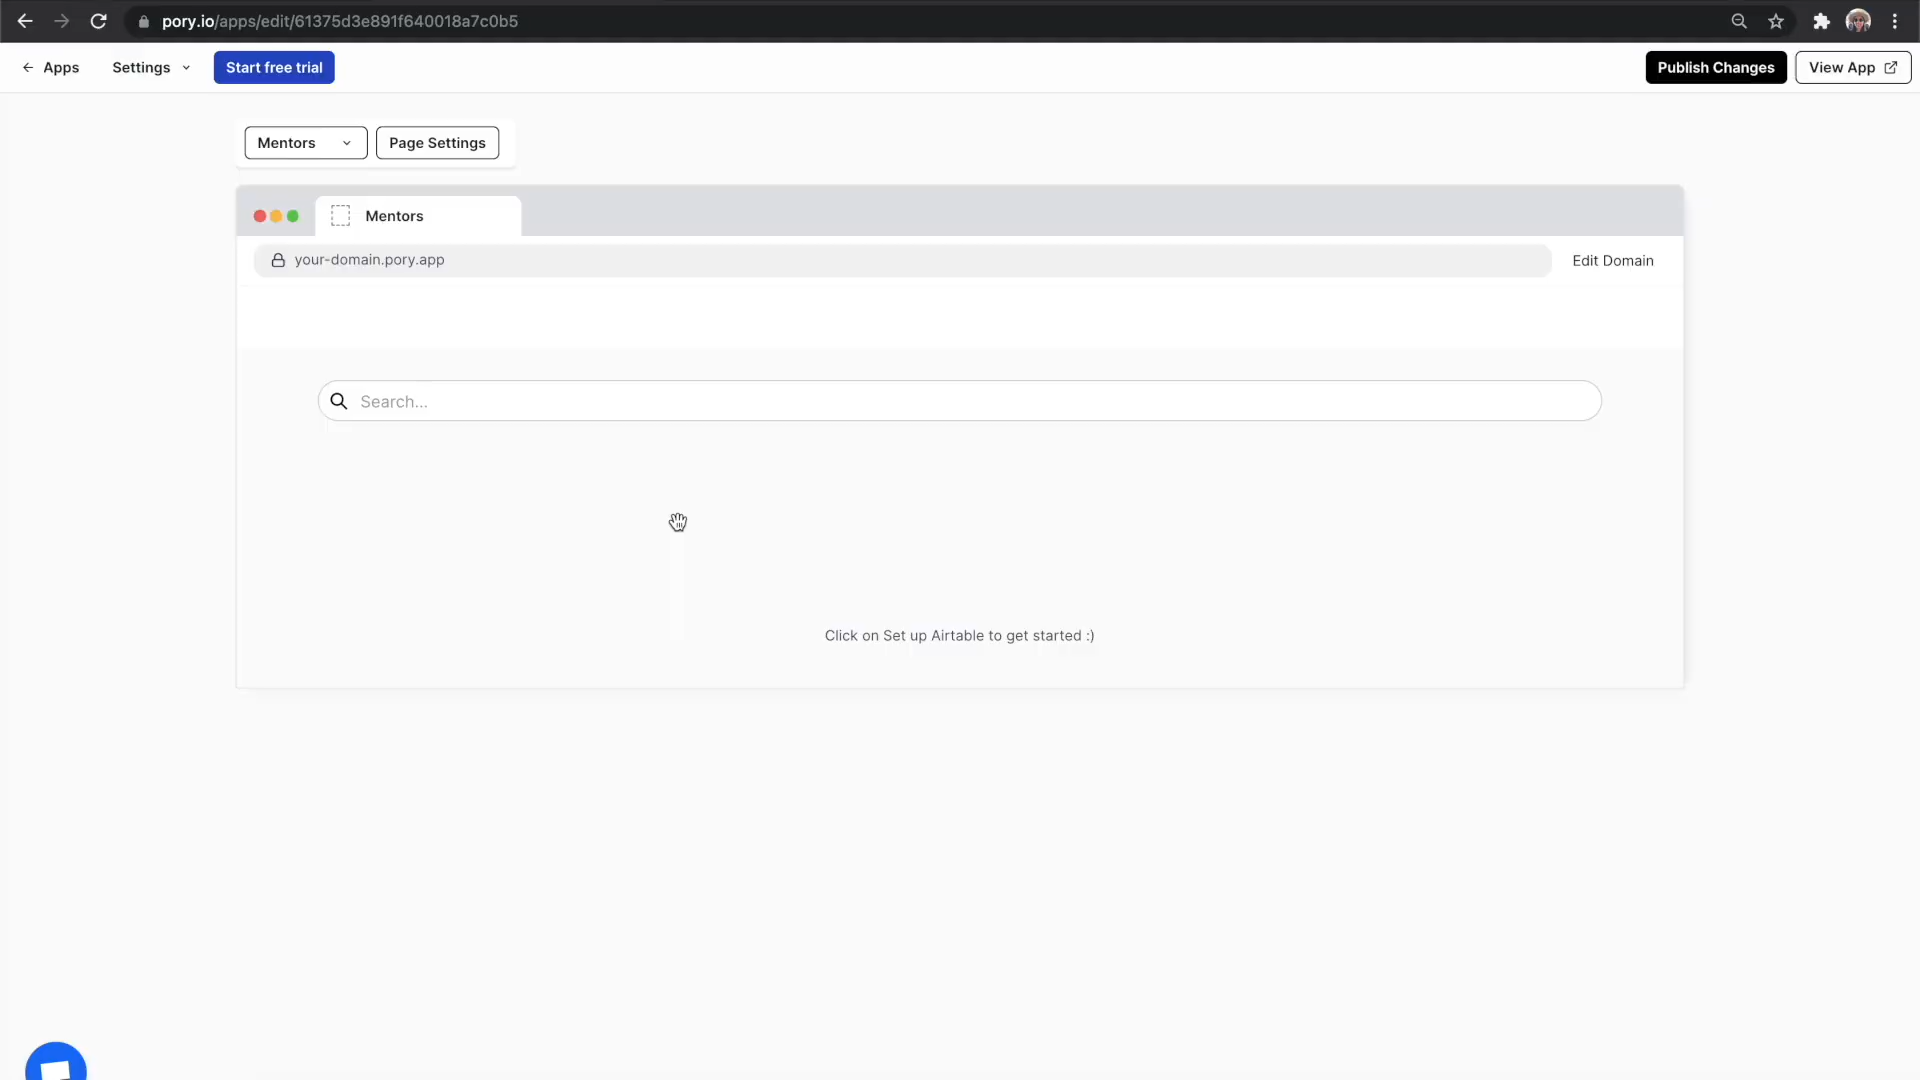 pory.io/apps/edit/61375d3e891f640018a7c0b5
Apps
Settings
Start free trial
Publish Changes
View App
Mentors
Page Settings
Mentors
your-domain.pory.app
Edit Domain
Search...
Click on Set up Airtable to get started :)